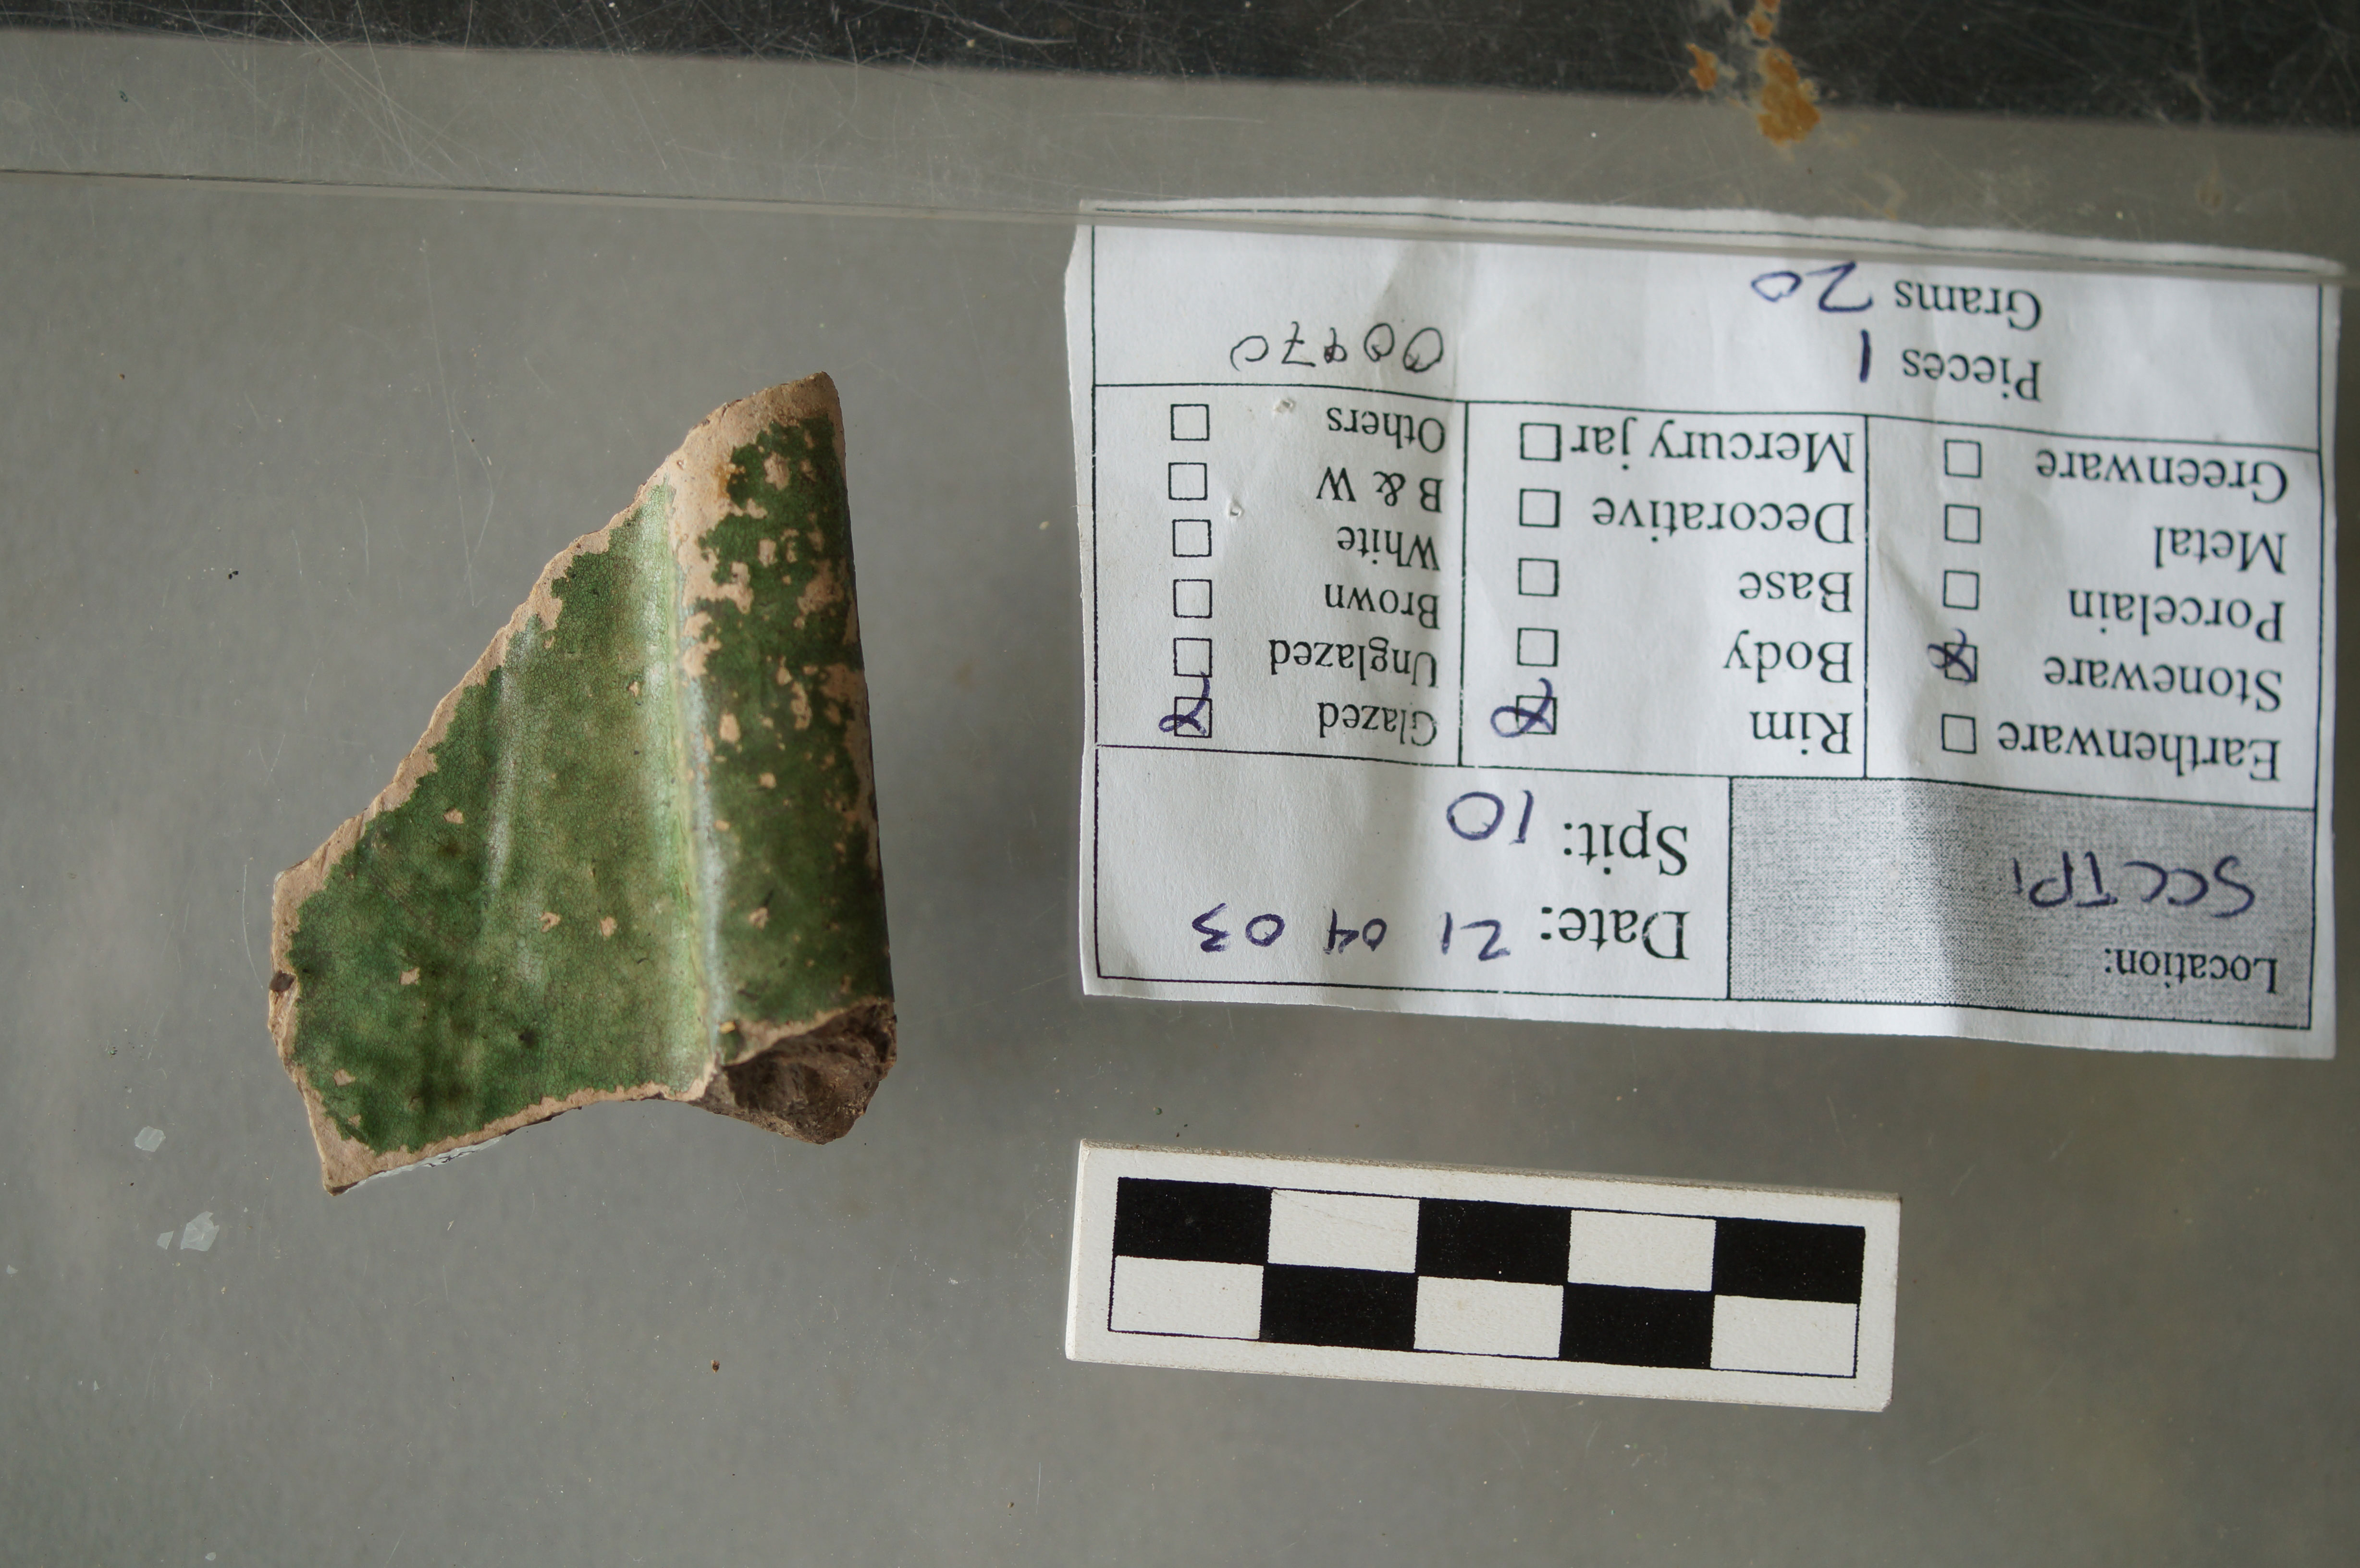 Location:
SCCTP1
Date: 21 04 03
Spit: 10
Earthenware
Stoneware
Porcelain
Metal
Greenware
Rim
Body
Base
Decorative
Mercury jar
Glazed
Unglazed
Brown
White
B & W
Others
Pieces 1
Grams 20